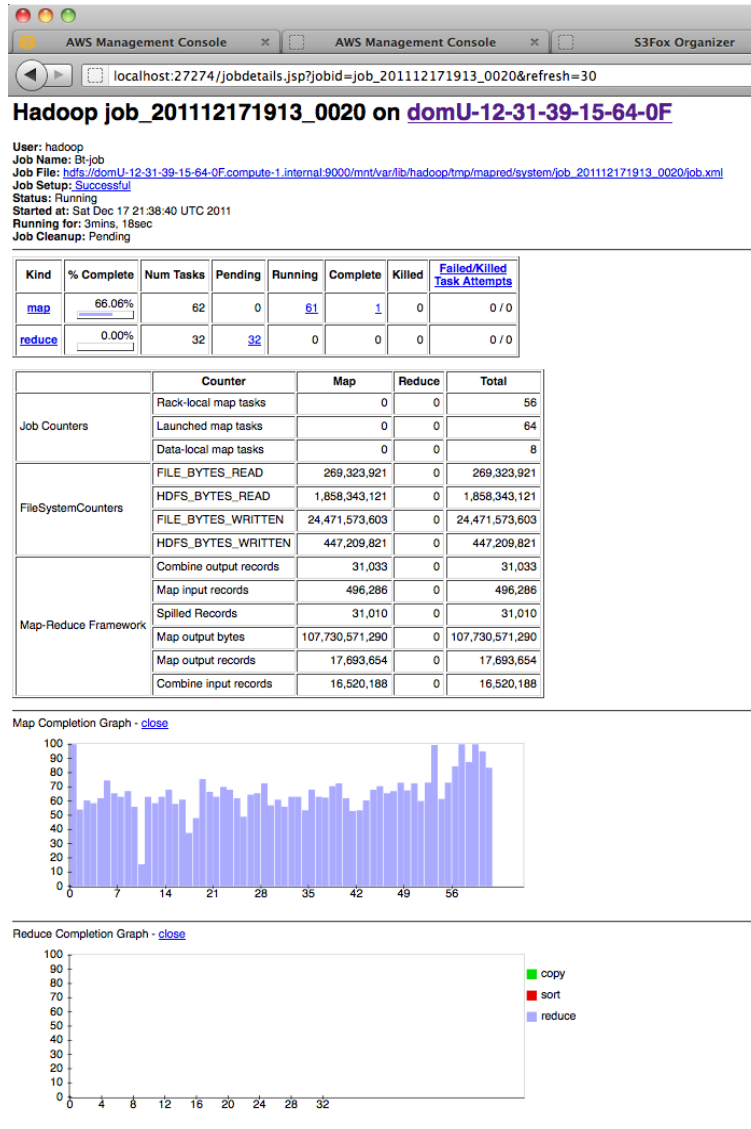 AWS Management Console × AWS Management Console × S3Fox Organizer
localhost:27274/jobdetails.jsp?jobid=job_201112171913_0020&refresh=30
Hadoop job_201112171913_0020 on domU-12-31-39-15-64-0F
User: hadoop
Job Name: Bt-job
Job File: hdfs://domU-12-31-39-15-64-0F.compute-1.internal:9000/mnt/var/lib/hadoop/tmp/mapred/system/job_201112171913_0020/job.xml
Job Setup: Successful
Status: Running
Started at: Sat Dec 17 21:38:40 UTC 2011
Running for: 3mins, 18sec
Job Cleanup: Pending
Kind % Complete Num Tasks Pending Running Complete Killed Failed/Killed
Task Attempts
map 66.06% 62 0 61 1 0 0 / 0
reduce 0.00% 32 32 0 0 0 0 / 0
Counter Map Reduce Total
Job Counters
Rack-local map tasks 0 0 56
Launched map tasks 0 0 64
Data-local map tasks 0 0 8
FileSystemCounters
FILE_BYTES_READ 269,323,921 0 269,323,921
HDFS_BYTES_READ 1,858,343,121 0 1,858,343,121
FILE_BYTES_WRITTEN 24,471,573,603 0 24,471,573,603
HDFS_BYTES_WRITTEN 447,209,821 0 447,209,821
Map-Reduce Framework
Combine output records 31,033 0 31,033
Map input records 496,286 0 496,286
Spilled Records 31,010 0 31,010
Map output bytes 107,730,571,290 0 107,730,571,290
Map output records 17,693,654 0 17,693,654
Combine input records 16,520,188 0 16,520,188
Map Completion Graph - close
100
90
80
70
60
50
40
30
20
10
0
0 7 14 21 28 35 42 49 56
Reduce Completion Graph - close
100
90
80
70
60
50
40
30
20
10
0
0 4 8 12 16 20 24 28 32
copy
sort
reduce